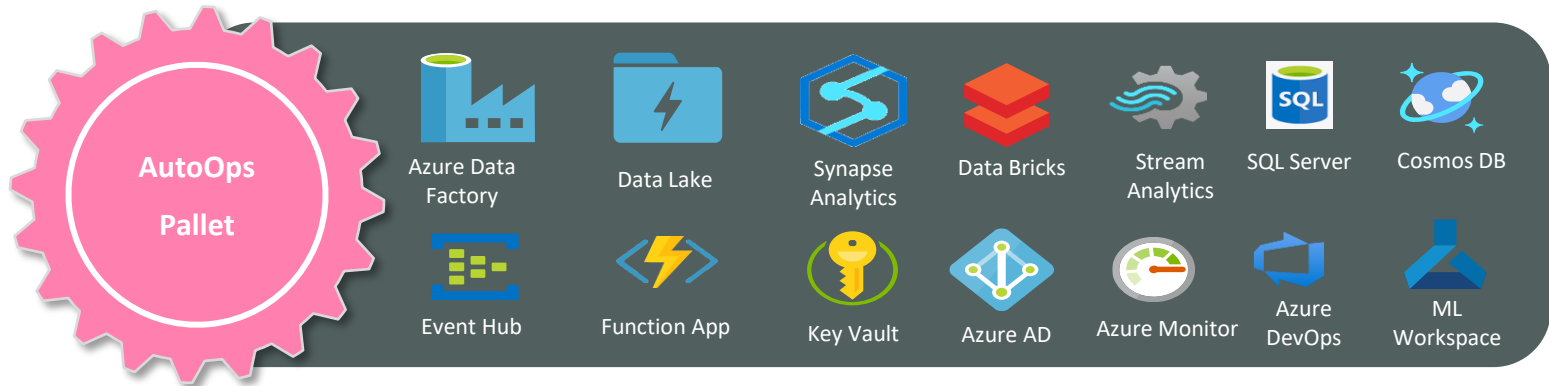 AutoOps
Pallet
Azure Data
Factory
Data Lake
Synapse
Analytics
Data Bricks
Stream
Analytics
SQL
SQL Server
Cosmos DB
Event Hub
Function App
Key Vault
Azure AD
Azure Monitor
Azure
DevOps
ML
Workspace